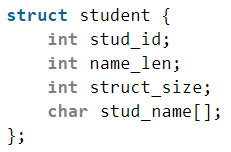 struct student {
    int stud_id;
    int name_len;
    int struct_size;
    char stud_name[];
};